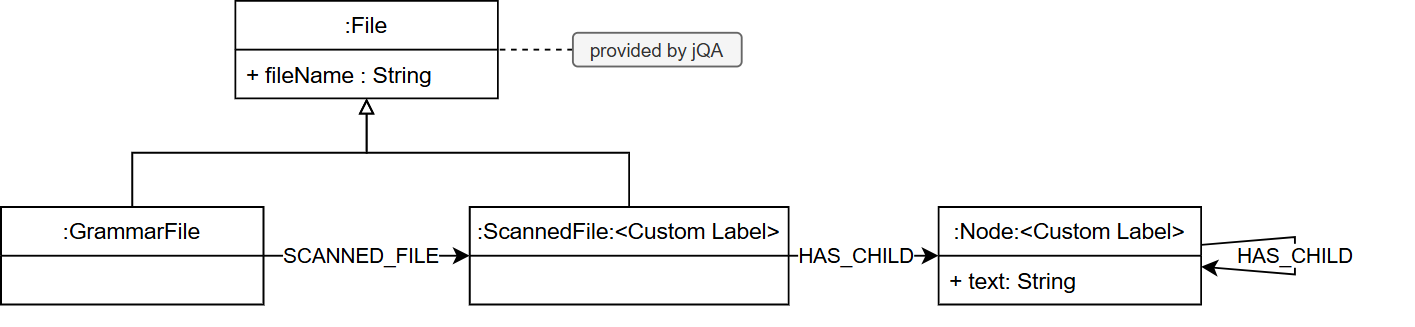 :File
provided by jQA
+ fileName : String
:GrammarFile
:ScannedFile:<Custom Label>
:Node:<Custom Label>
SCANNED_FILE
HAS_CHILD
HAS_CHILD
+ text: String